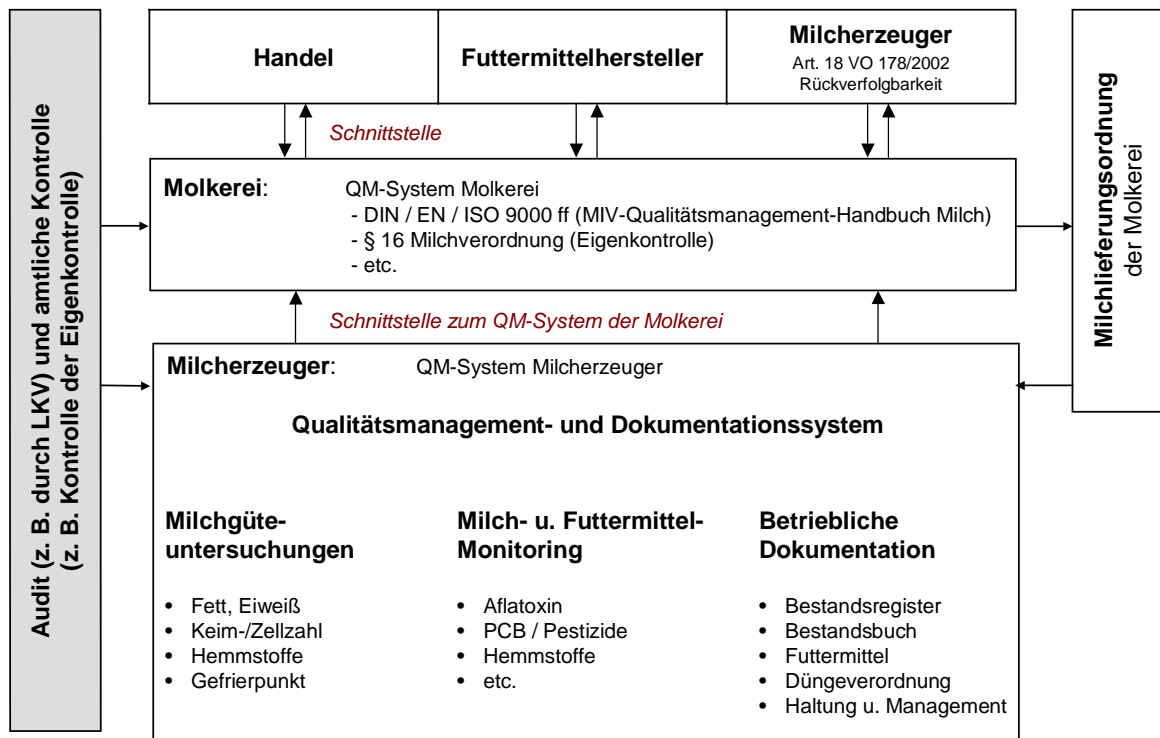 Audit (z. B. durch LKV) und amtliche Kontrolle
(z. B. Kontrolle der Eigenkontrolle)
Handel
Futtermittelhersteller
Milcherzeuger
Art. 18 VO 178/2002
Rückverfolgbarkeit
Schnittstelle
Molkerei: QM-System Molkerei
- DIN / EN / ISO 9000 ff (MIV-Qualitätsmanagement-Handbuch Milch)
- § 16 Milchverordnung (Eigenkontrolle)
- etc.
Milchlieferungsordnung
der Molkerei
Schnittstelle zum QM-System der Molkerei
Milcherzeuger: QM-System Milcherzeuger
Qualitätsmanagement- und Dokumentationssystem
Milchgüte-
untersuchungen
• Fett, Eiweiß
• Keim-/Zellzahl
• Hemmstoffe
• Gefrierpunkt
Milch- u. Futtermittel-
Monitoring
• Aflatoxin
• PCB / Pestizide
• Hemmstoffe
• etc.
Betriebliche
Dokumentation
• Bestandsregister
• Bestandsbuch
• Futtermittel
• Düngeverordnung
• Haltung u. Management